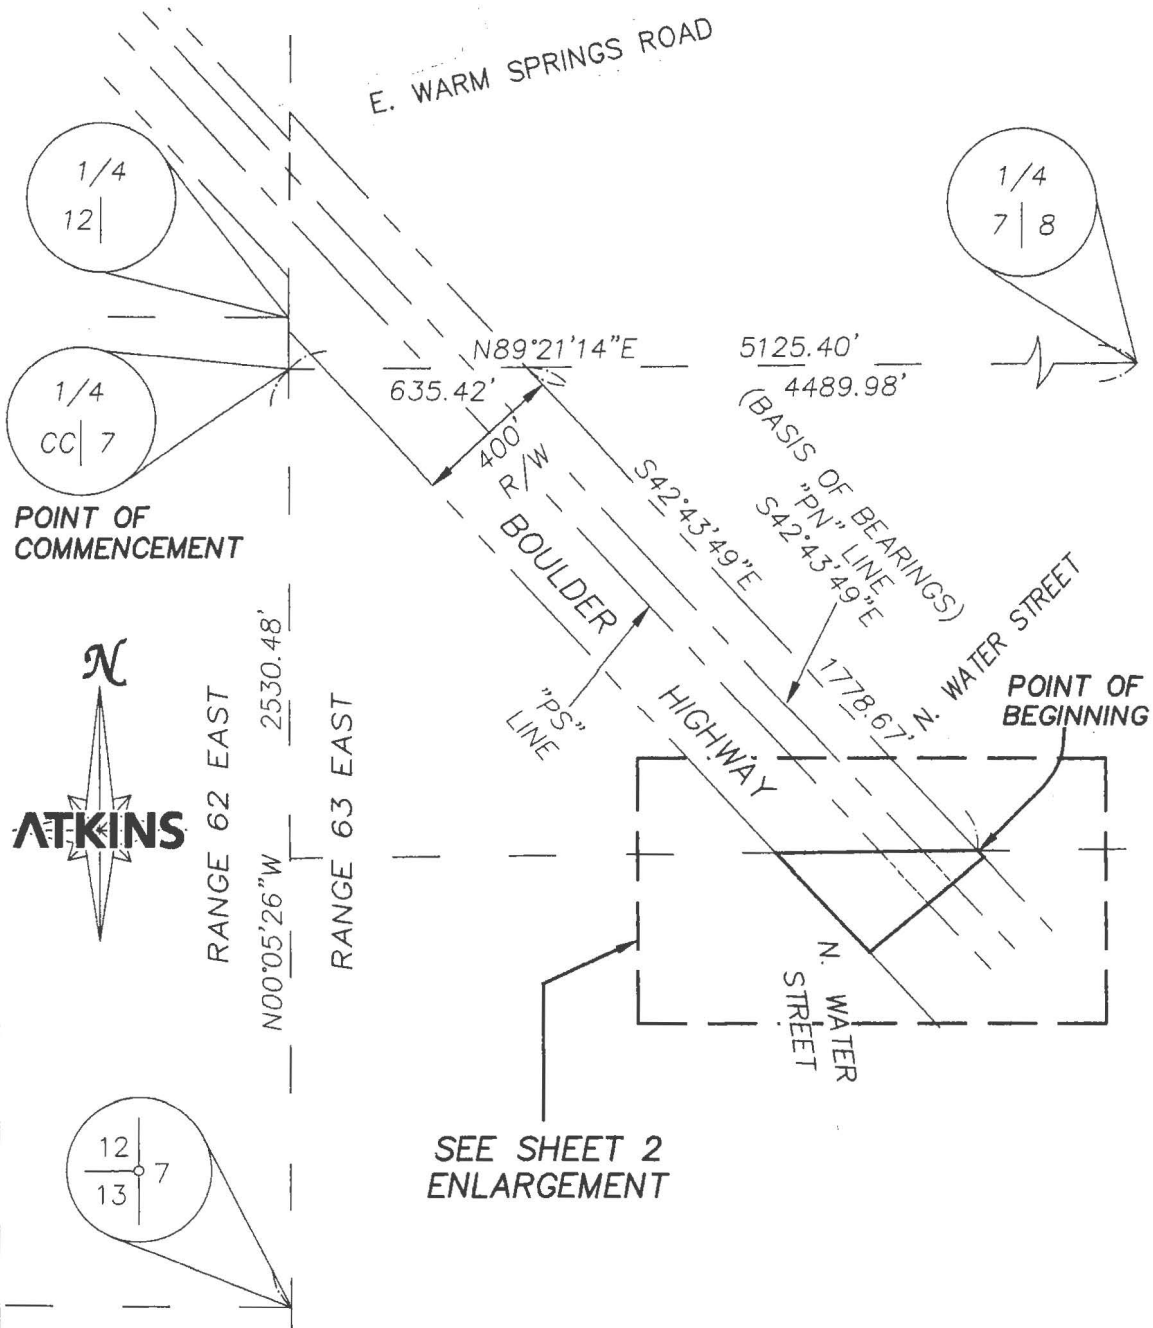 E. WARM SPRINGS ROAD
1/4
12
1/4
7 8
N89°21'14"E
5125.40'
635.42'
4489.98'
1/4
CC 7
POINT OF
COMMENCEMENT
400'
R/W
S42°43'49"E
(BASIS OF BEARINGS)
"PN" LINE
S42°43'49"E
BOULDER
HIGHWAY
"PS"
LINE
1778.67'
N. WATER STREET
POINT OF
BEGINNING
N
ATKINS
RANGE 62 EAST
N00°05'26"W 2530.48'
RANGE 63 EAST
N. WATER
STREET
SEE SHEET 2
ENLARGEMENT
12
7
13